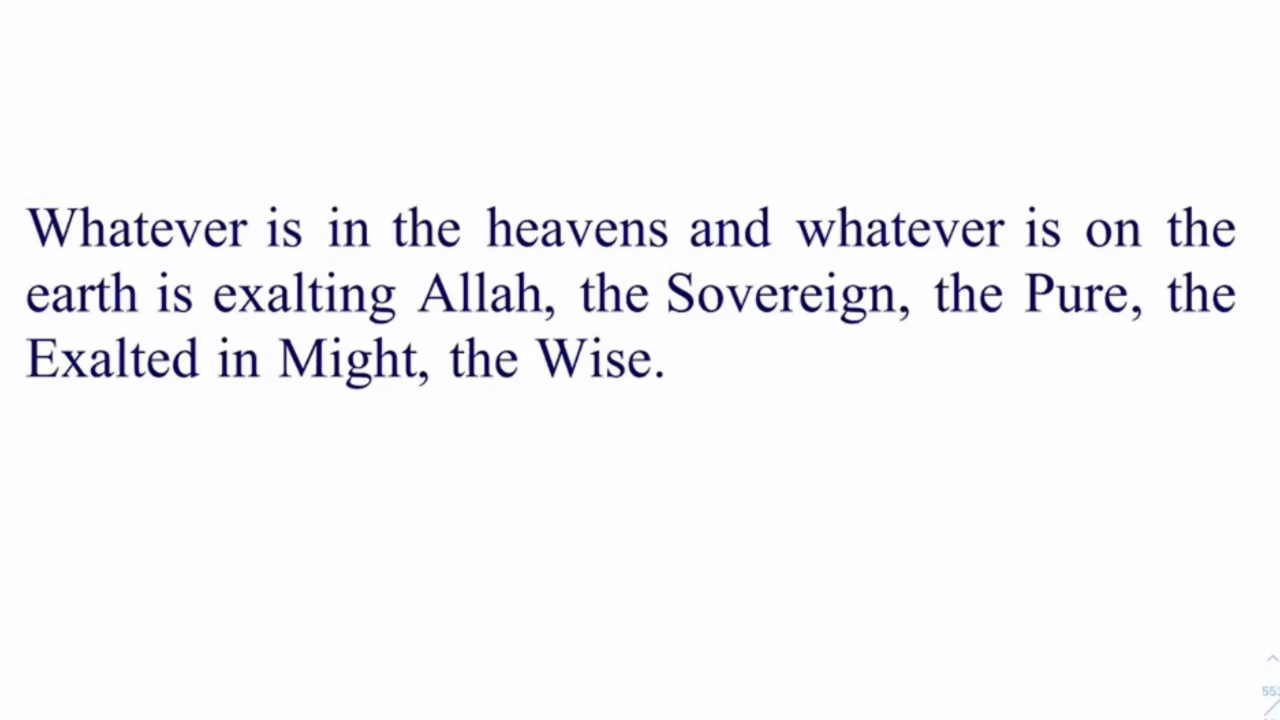 Whatever is in the heavens and whatever is on the
earth is exalting Allah, the Sovereign, the Pure, the
Exalted in Might, the Wise.